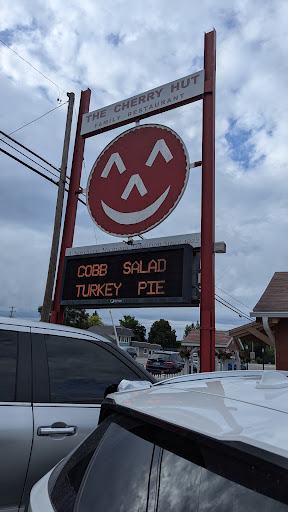 THE CHERRY HUT
FAMILY RESTAURANT
COBB SALAD
TURKEY PIE